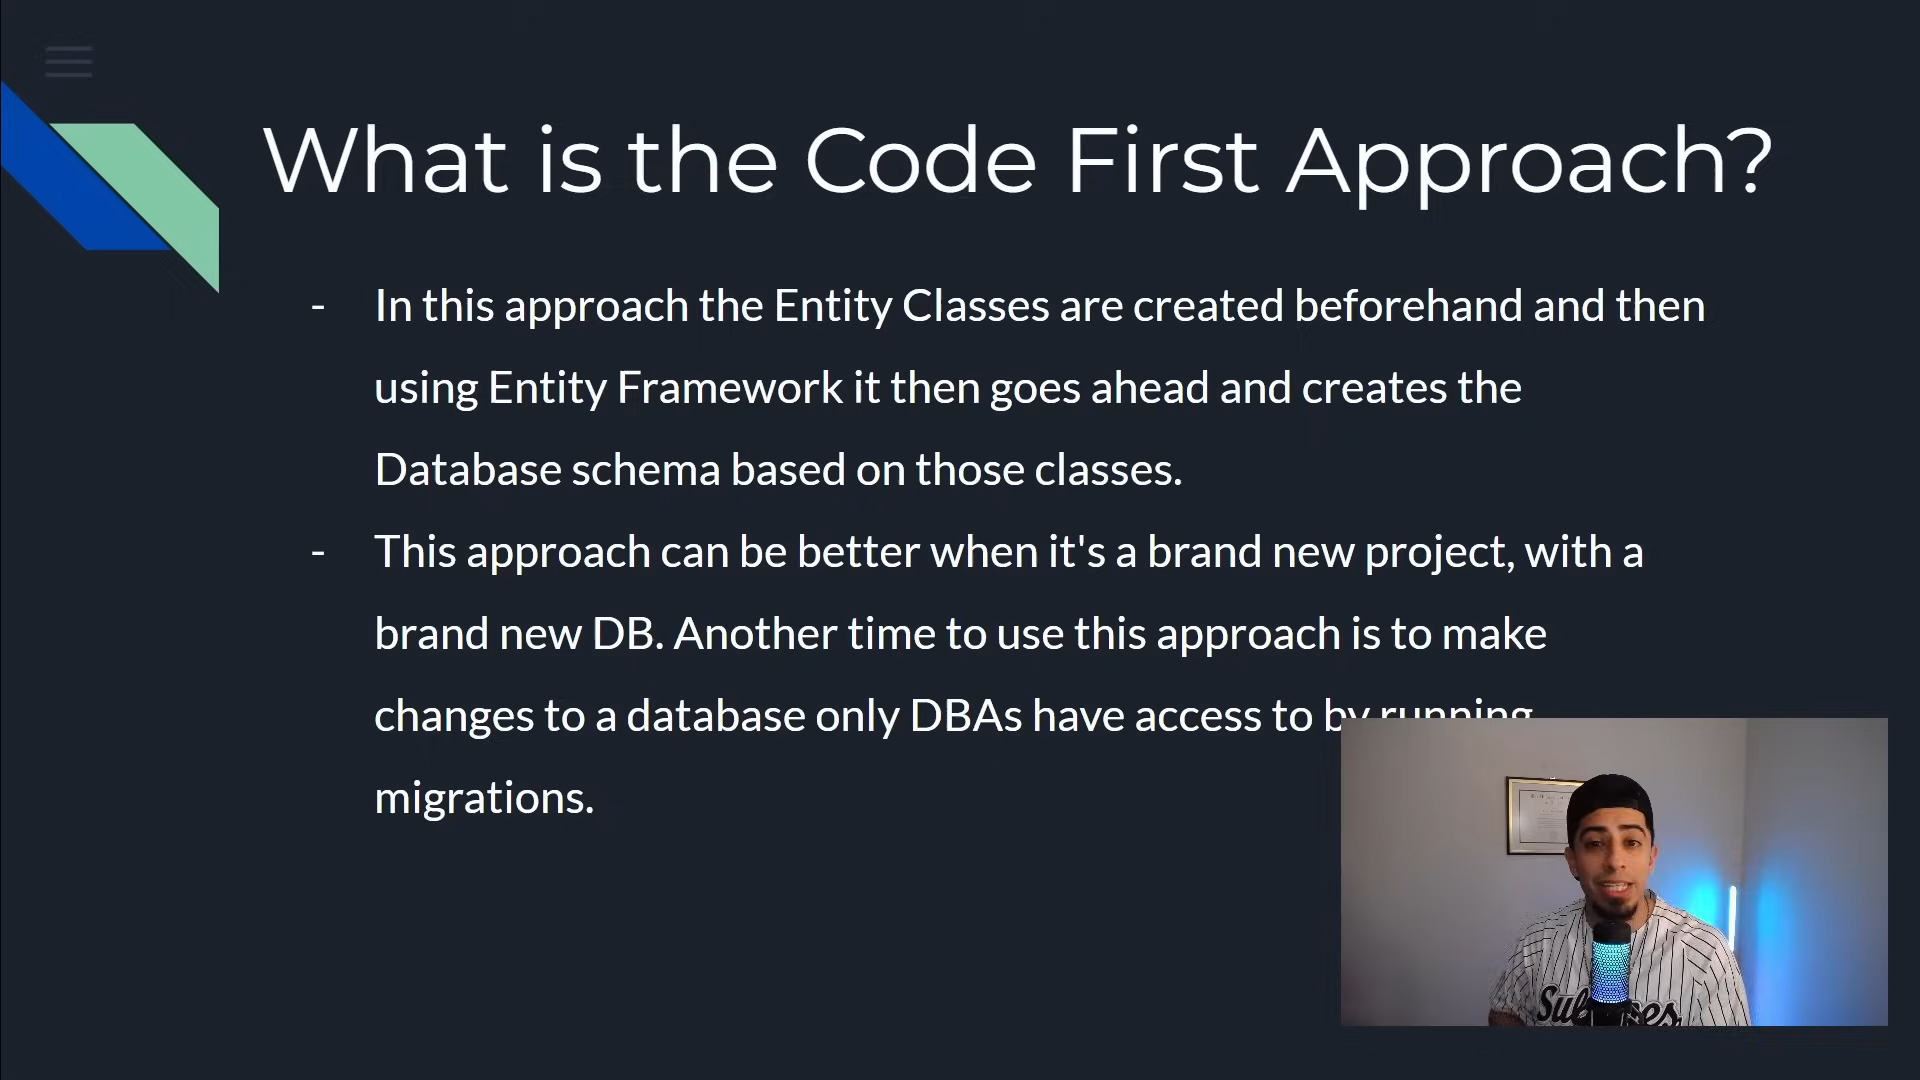 What is the Code First Approach?
- In this approach the Entity Classes are created beforehand and then
using Entity Framework it then goes ahead and creates the
Database schema based on those classes.
- This approach can be better when it's a brand new project, with a
brand new DB. Another time to use this approach is to make
changes to a database only DBAs have access to by running
migrations.